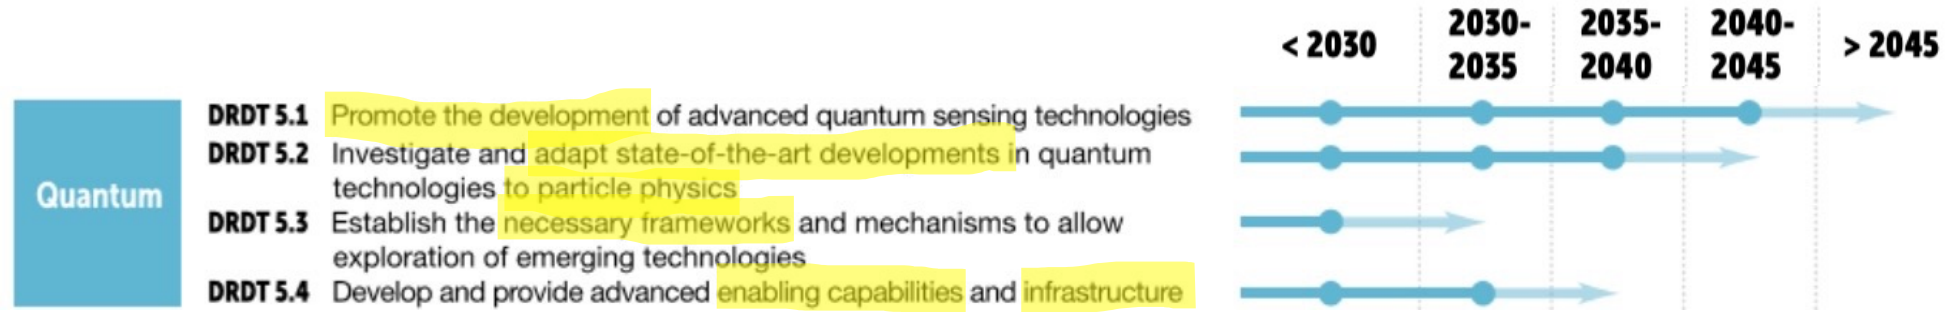 < 2030
2030-
2035
2035-
2040
2040-
2045
> 2045
Quantum
DRDT 5.1 Promote the development of advanced quantum sensing technologies
DRDT 5.2 Investigate and adapt state-of-the-art developments in quantum
technologies to particle physics
DRDT 5.3 Establish the necessary frameworks and mechanisms to allow
exploration of emerging technologies
DRDT 5.4 Develop and provide advanced enabling capabilities and infrastructure